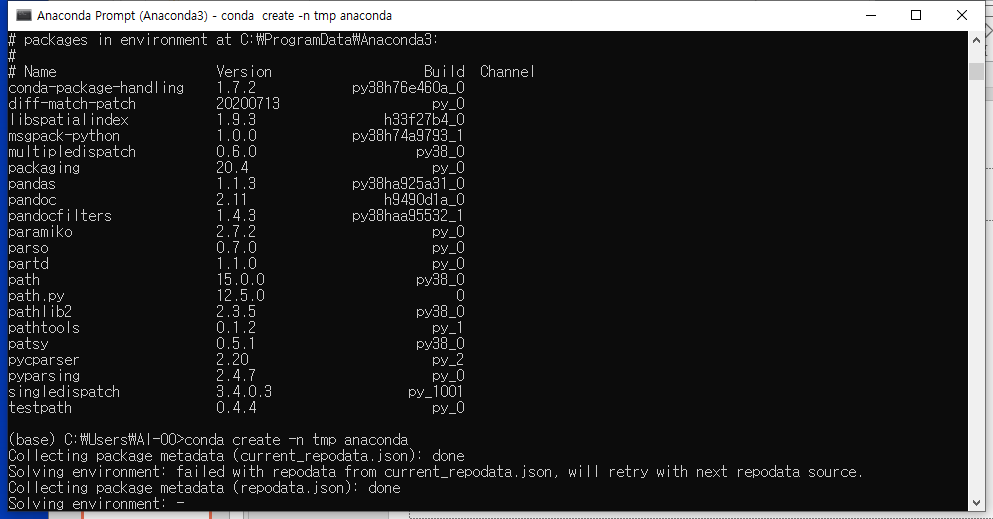 Anaconda Prompt (Anaconda3) - conda  create -n tmp anaconda
# packages in environment at C:₩ProgramData₩Anaconda3:
#
# Name                    Version                   Build  Channel
conda-package-handling    1.7.2            py38h76e460a_0
diff-match-patch          20200713                   py_0
libspatialindex           1.9.3                h33f27b4_0
msgpack-python            1.0.0            py38h74a9793_1
multipledispatch          0.6.0                    py38_0
packaging                 20.4                       py_0
pandas                    1.1.3            py38ha925a31_0
pandoc                    2.11                 h9490d1a_0
pandocfilters             1.4.3            py38haa95532_1
paramiko                  2.7.2                      py_0
parso                     0.7.0                      py_0
partd                     1.1.0                      py_0
path                      15.0.0                   py38_0
path.py                   12.5.0                        0
pathlib2                  2.3.5                    py38_0
pathtools                 0.1.2                      py_1
patsy                     0.5.1                    py38_0
pycparser                 2.20                       py_2
pyparsing                 2.4.7                      py_0
singledispatch            3.4.0.3                 py_1001
testpath                  0.4.4                      py_0
(base) C:₩Users₩AI-00>conda create -n tmp anaconda
Collecting package metadata (current_repodata.json): done
Solving environment: failed with repodata from current_repodata.json, will retry with next repodata source.
Collecting package metadata (repodata.json): done
Solving environment: -